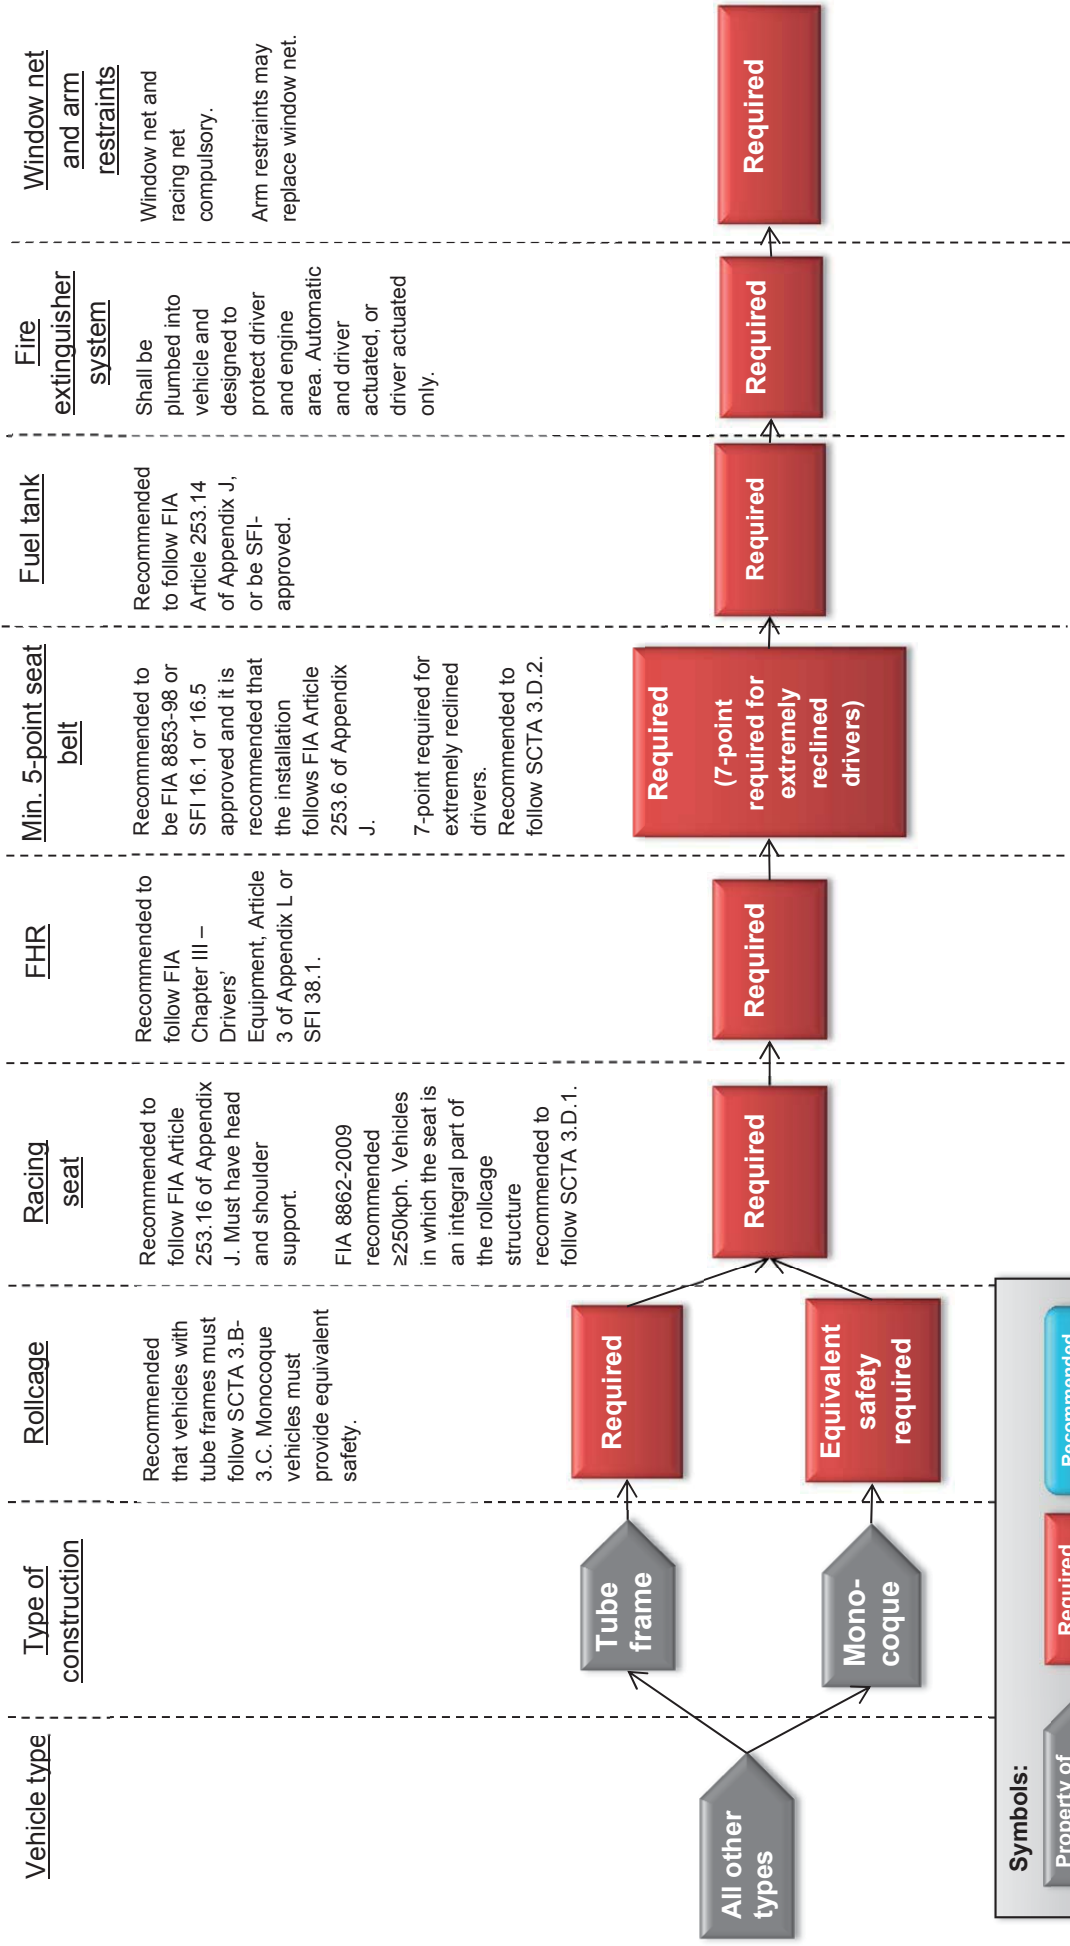 Vehicle type
Type of
construction
Rollcage
Recommended
that vehicles with
tube frames must
follow SCTA 3.B-
3.C. Monocoque
vehicles must
provide equivalent
safety.
Racing
seat
Recommended to
follow FIA Article
253.16 of Appendix
J. Must have head
and shoulder
support.
FIA 8862-2009
recommended
≥250kph. Vehicles
in which the seat is
an integral part of
the rollcage
structure
recommended to
follow SCTA 3.D.1.
FHR
Recommended to
follow FIA
Chapter III –
Drivers’
Equipment, Article
3 of Appendix L or
SFI 38.1.
Min. 5-point seat
belt
Recommended to
be FIA 8853-98 or
SFI 16.1 or 16.5
approved and it is
recommended that
the installation
follows FIA Article
253.6 of Appendix
J.
7-point required for
extremely reclined
drivers.
Recommended to
follow SCTA 3.D.2.
Fuel tank
Recommended
to follow FIA
Article 253.14
of Appendix J,
or be SFI-
approved.
Fire
extinguisher
system
Shall be
plumbed into
vehicle and
designed to
protect driver
and engine
area. Automatic
and driver
actuated, or
driver actuated
only.
Window net
and arm
restraints
Window net and
racing net
compulsory.
Arm restraints may
replace window net.
All other
types
Tube
frame
Required
Mono-
coque
Equivalent
safety
required
Required
Required
Required
(7-point
required for
extremely
reclined
drivers)
Required
Required
Required
Symbols:
Property of
Required
Recommended